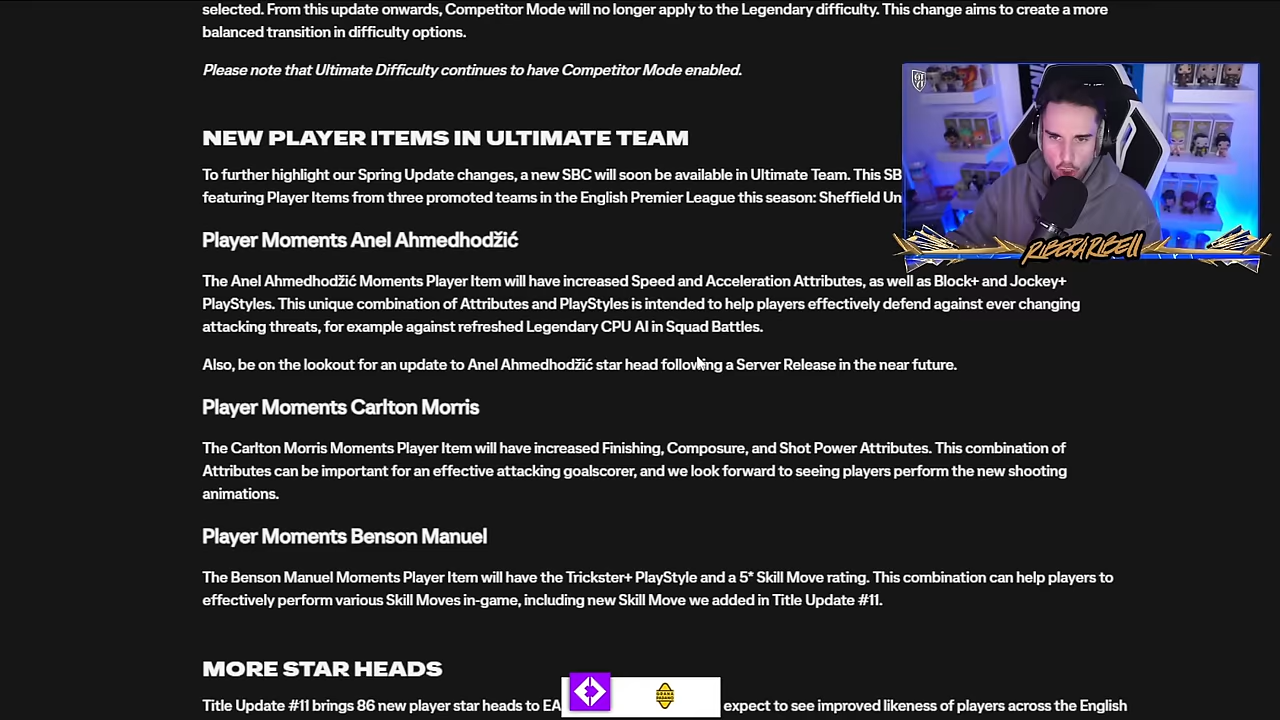 selected. From this update onwards, Competitor Mode will no longer apply to the Legendary difficulty. This change aims to create a more
balanced transition in difficulty options.
Please note that Ultimate Difficulty continues to have Competitor Mode enabled.
NEW PLAYER ITEMS IN ULTIMATE TEAM
To further highlight our Spring Update changes, a new SBC will soon be available in Ultimate Team. This SB
featuring Player Items from three promoted teams in the English Premier League this season: Sheffield Un
RIBERARIBELL
Player Moments Anel Ahmedhodžić
The Anel Ahmedhodžić Moments Player Item will have increased Speed and Acceleration Attributes, as well as Block+ and Jockey+
PlayStyles. This unique combination of Attributes and PlayStyles is intended to help players effectively defend against ever changing
attacking threats, for example against refreshed Legendary CPU AI in Squad Battles.
Also, be on the lookout for an update to Anel Ahmedhodžić star head following a Server Release in the near future.
Player Moments Carlton Morris
The Carlton Morris Moments Player Item will have increased Finishing, Composure, and Shot Power Attributes. This combination of
Attributes can be important for an effective attacking goalscorer, and we look forward to seeing players perform the new shooting
animations.
Player Moments Benson Manuel
The Benson Manuel Moments Player Item will have the Trickster+ PlayStyle and a 5* Skill Move rating. This combination can help players to
effectively perform various Skill Moves in-game, including new Skill Move we added in Title Update #11.
MORE STAR HEADS
Title Update #11 brings 86 new player star heads to EA expect to see improved likeness of players across the English